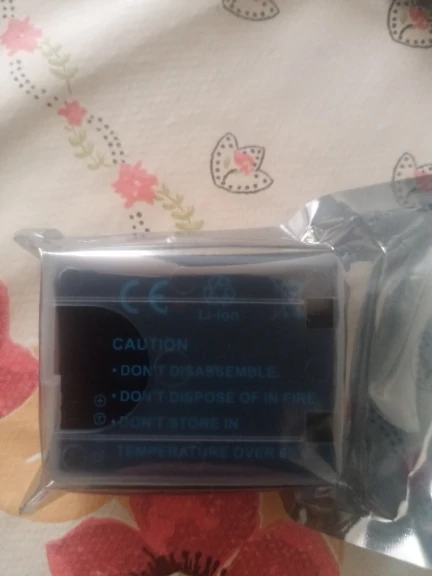 CE
Li-ion
CAUTION
• DON'T DISASSEMBLE.
• DON'T DISPOSE OF IN FIRE.
• DON'T STORE IN
TEMPERATURE OVER